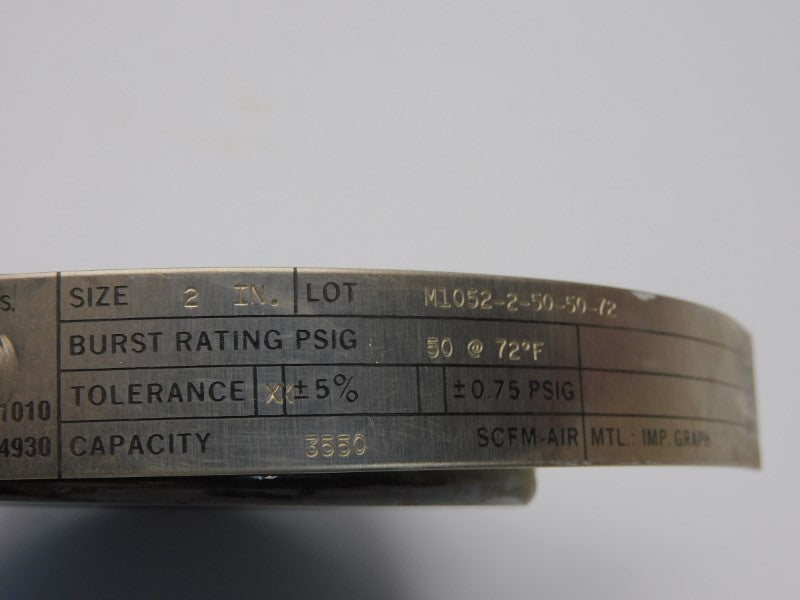 S. SIZE 2 IN. LOT M1052-2-50-50-72
BURST RATING PSIG 50 @ 72°F
1010 TOLERANCE XX ±5% ±0.75 PSIG
4930 CAPACITY 3550 SCFM-AIR MTL.: IMP. GRAPH